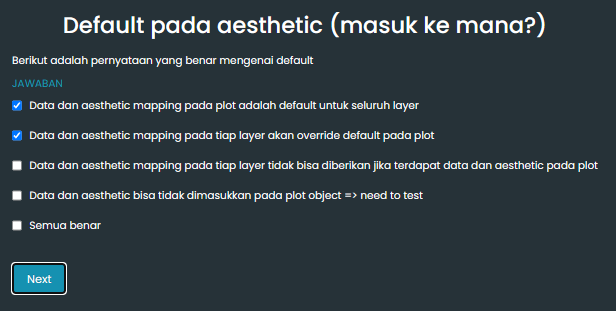 Default pada aesthetic (masuk ke mana?)
Berikut adalah pernyataan yang benar mengenai default
JAWABAN
Data dan aesthetic mapping pada plot adalah default untuk seluruh layer
Data dan aesthetic mapping pada tiap layer akan override default pada plot
Data dan aesthetic mapping pada tiap layer tidak bisa diberikan jika terdapat data dan aesthetic pada plot
Data dan aesthetic bisa tidak dimasukkan pada plot object => need to test
Semua benar
Next